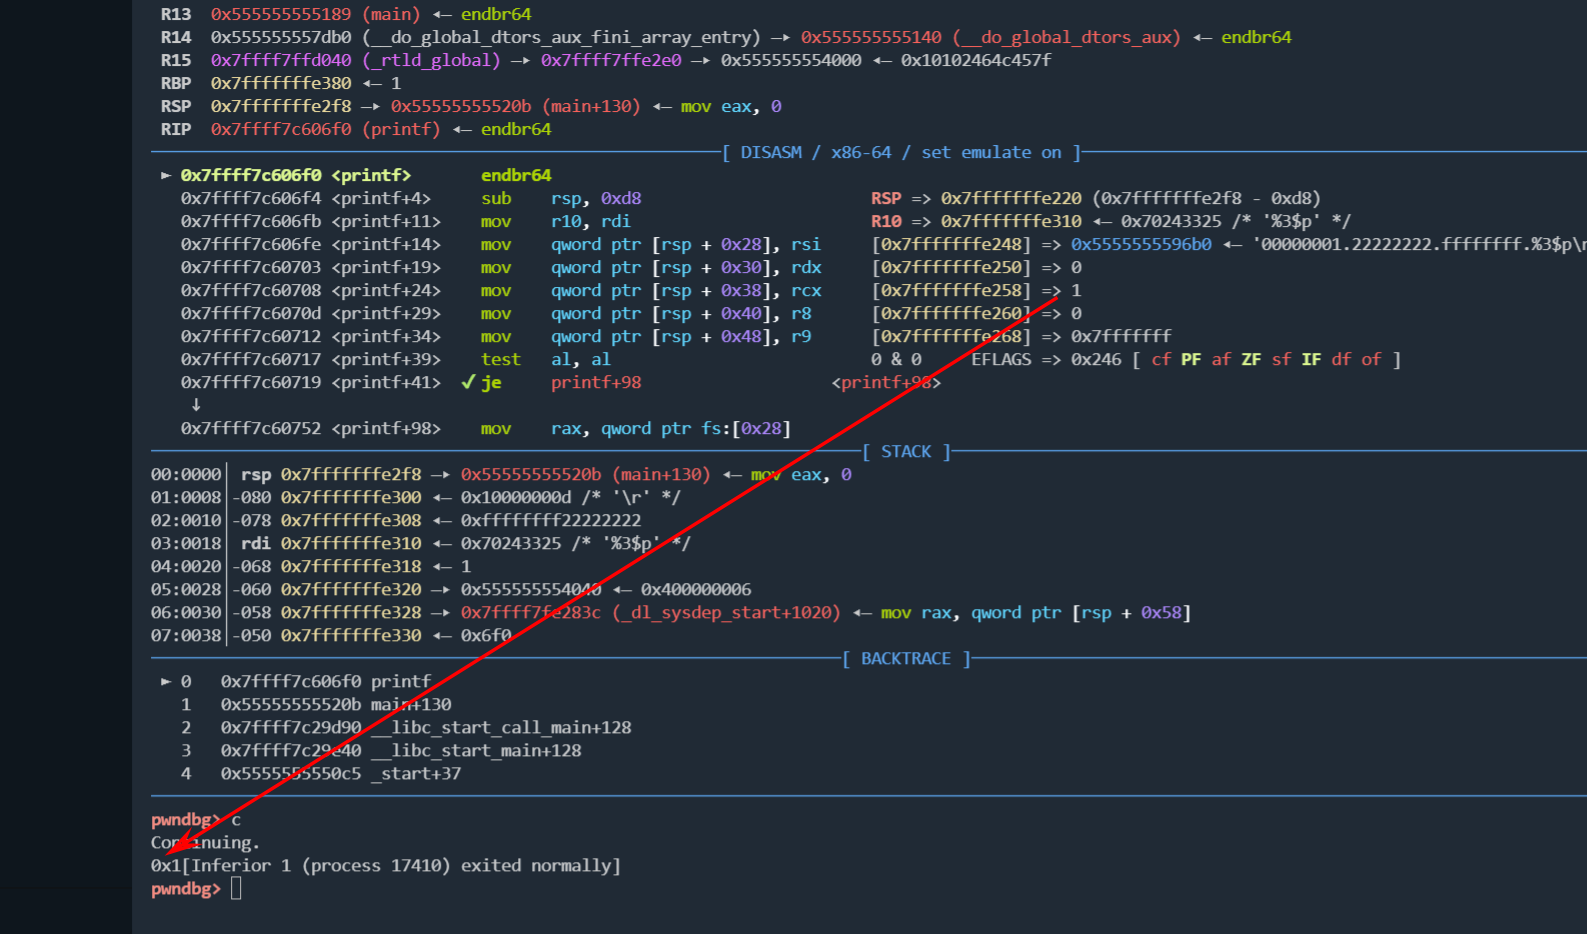 R13  0x555555555189 (main) ◂— endbr64
R14  0x555555557db0 (__do_global_dtors_aux_fini_array_entry) —▸ 0x555555555140 (__do_global_dtors_aux) ◂— endbr64
R15  0x7ffff7ffd040 (_rtld_global) —▸ 0x7ffff7ffe2e0 —▸ 0x555555554000 ◂— 0x10102464c457f
RBP  0x7fffffffe380 ◂— 1
RSP  0x7fffffffe2f8 —▸ 0x55555555520b (main+130) ◂— mov eax, 0
RIP  0x7ffff7c606f0 (printf) ◂— endbr64
[ DISASM / x86-64 / set emulate on ]
► 0x7ffff7c606f0 <printf>       endbr64
0x7ffff7c606f4 <printf+4>     sub    rsp, 0xd8                       RSP => 0x7fffffffe220 (0x7fffffffe2f8 - 0xd8)
0x7ffff7c606fb <printf+11>    mov    r10, rdi                        R10 => 0x7fffffffe310 ◂— 0x70243325 /* '%3$p' */
0x7ffff7c606fe <printf+14>    mov    qword ptr [rsp + 0x28], rsi     [0x7fffffffe248] => 0x5555555596b0 ◂— '00000001.22222222.ffffffff.%3$p\n
0x7ffff7c60703 <printf+19>    mov    qword ptr [rsp + 0x30], rdx     [0x7fffffffe250] => 0
0x7ffff7c60708 <printf+24>    mov    qword ptr [rsp + 0x38], rcx     [0x7fffffffe258] => 1
0x7ffff7c6070d <printf+29>    mov    qword ptr [rsp + 0x40], r8      [0x7fffffffe260] => 0
0x7ffff7c60712 <printf+34>    mov    qword ptr [rsp + 0x48], r9      [0x7fffffffe268] => 0x7fffffff
0x7ffff7c60717 <printf+39>    test   al, al                          0 & 0     EFLAGS => 0x246 [ cf PF af ZF sf IF df of ]
0x7ffff7c60719 <printf+41>  ✔ je     printf+98                   <printf+98>
↓
0x7ffff7c60752 <printf+98>    mov    rax, qword ptr fs:[0x28]
[ STACK ]
00:0000│ rsp 0x7fffffffe2f8 —▸ 0x55555555520b (main+130) ◂— mov eax, 0
01:0008│-080 0x7fffffffe300 ◂— 0x10000000d /* '\r' */
02:0010│-078 0x7fffffffe308 ◂— 0xffffffff22222222
03:0018│ rdi 0x7fffffffe310 ◂— 0x70243325 /* '%3$p' */
04:0020│-068 0x7fffffffe318 ◂— 1
05:0028│-060 0x7fffffffe320 —▸ 0x555555554040 ◂— 0x400000006
06:0030│-058 0x7fffffffe328 —▸ 0x7ffff7fe283c (_dl_sysdep_start+1020) ◂— mov rax, qword ptr [rsp + 0x58]
07:0038│-050 0x7fffffffe330 ◂— 0x6f0
[ BACKTRACE ]
► 0   0x7ffff7c606f0 printf
1   0x55555555520b main+130
2   0x7ffff7c29d90 __libc_start_call_main+128
3   0x7ffff7c29e40 __libc_start_main+128
4   0x5555555550c5 _start+37
pwndbg> c
Continuing.
0x1[Inferior 1 (process 17410) exited normally]
pwndbg>